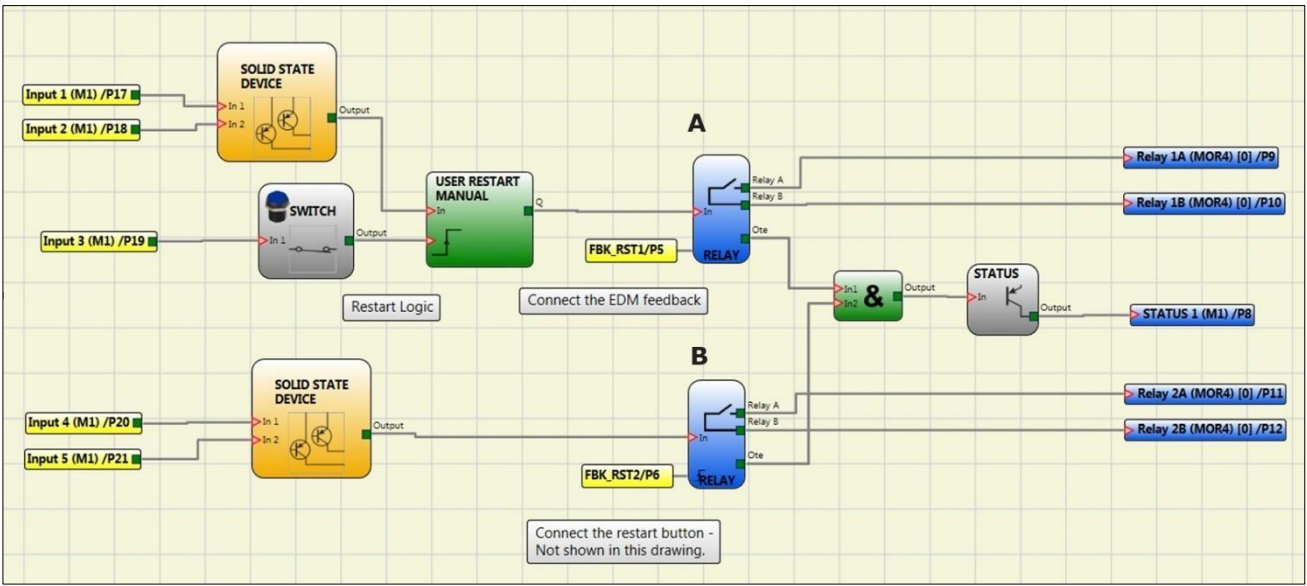 SOLID STATE
DEVICE
Input 1 (M1) /P17
In 1
Output
Input 2 (M1) /P18
In 2
A
Relay 1A (MOR4) [0] /P9
USER RESTART
MANUAL
Relay A
SWITCH
Q
Relay B
Relay 1B (MOR4) [0] /P10
In
In
Input 3 (M1) /P19
In 1
Output
Ote
FBK_RST1/P5
RELAY
STATUS
Restart Logic
Connect the EDM feedback
In1
&
Output
In
In2
Output
STATUS 1 (M1) /P8
B
SOLID STATE
DEVICE
Relay 2A (MOR4) [0] /P11
Relay A
Input 4 (M1) /P20
In 1
Output
Relay B
Relay 2B (MOR4) [0] /P12
In 2
In
Input 5 (M1) /P21
Ote
FBK_RST2/P6
RELAY
Connect the restart button -
Not shown in this drawing.